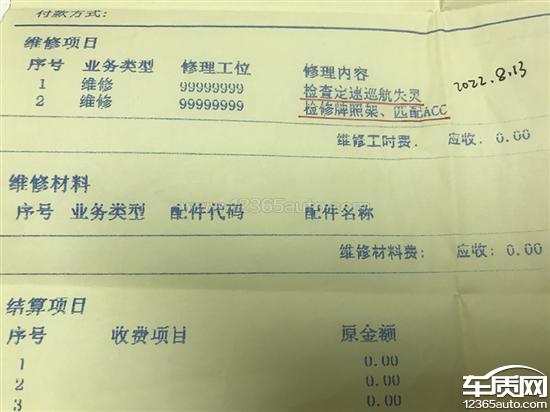 付款方式:
维修项目
序号 业务类型 修理工位 修理内容
2022.8.13
1 维修 99999999 检查定速巡航失灵
2 维修 99999999 检修牌照架、匹配ACC
维修工时费. 应收. 0.00
维修材料
www.12365auto.com
序号 业务类型 配件代码 配件名称
维修材料费: 应收: 0.00
结算项目
序号 收费项目 原金额
1 0.00
2 0.00
3 0.00
车质网
12365auto.com